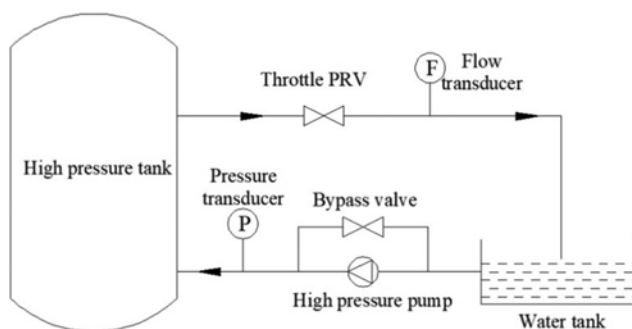 Throttle PRV
F
Flow
transducer
High pressure tank
Pressure
transducer
P
Bypass valve
High pressure pump
Water tank